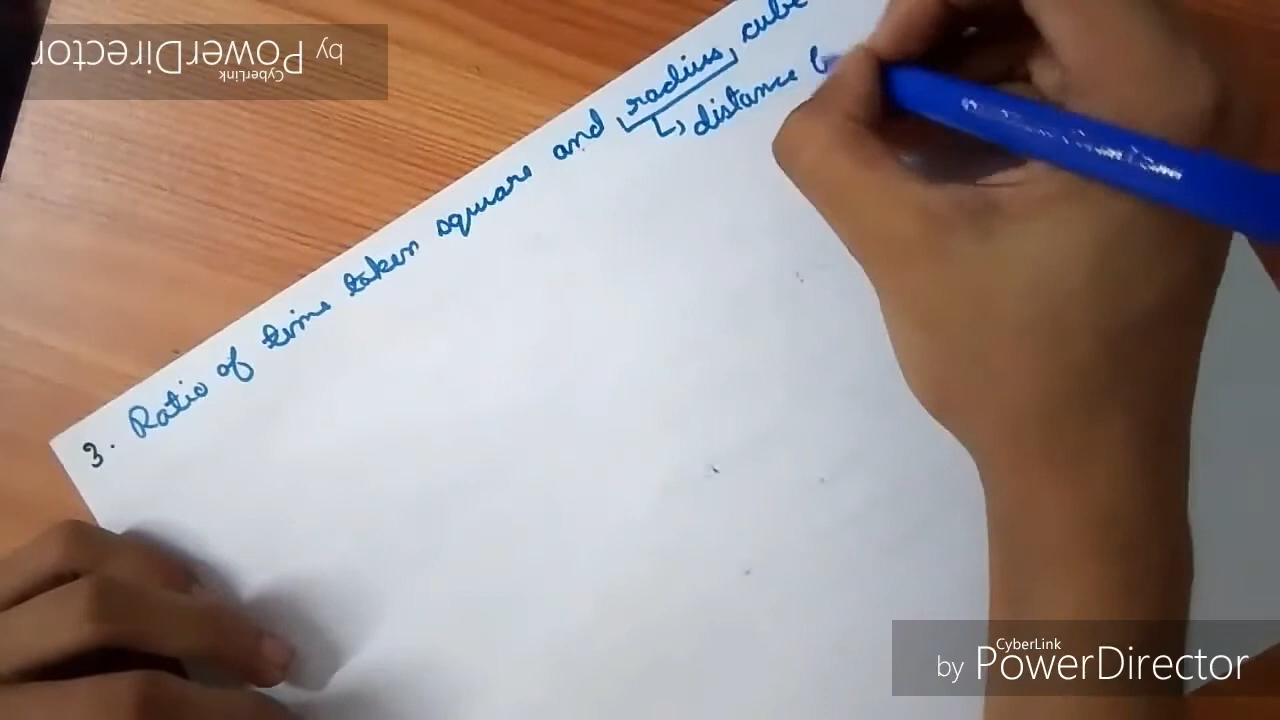 by PowerDirector
CyberLink
3. Ratio of time taken square and radius, cube
↳ distance
CyberLink
by PowerDirector